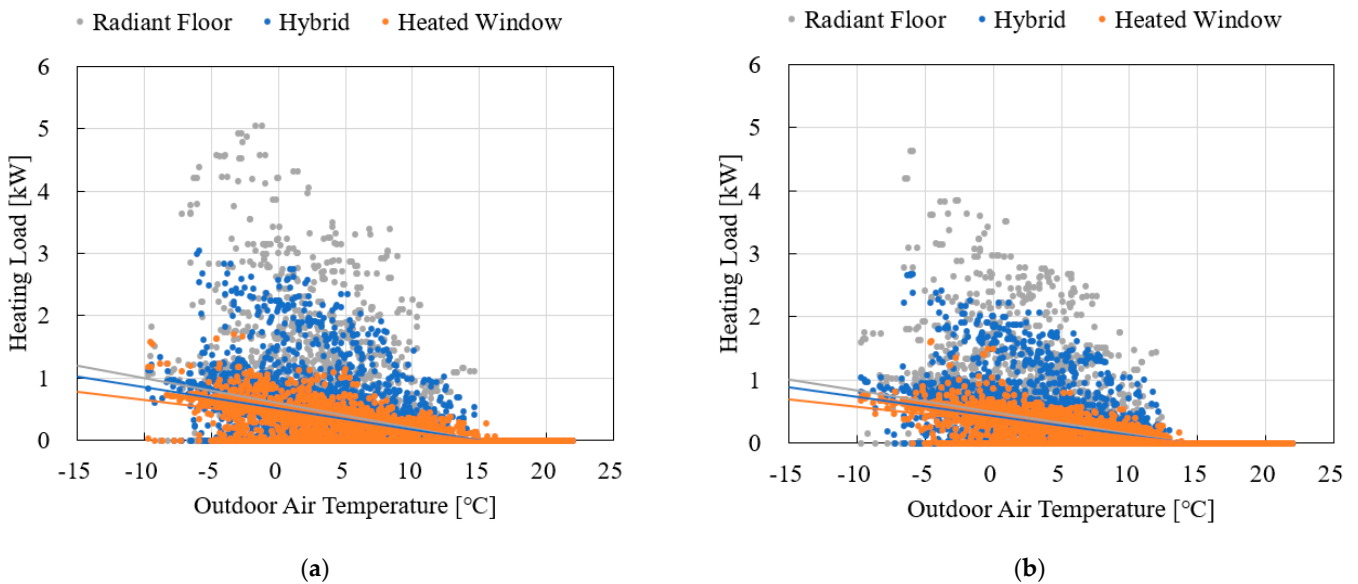 Radiant Floor Hybrid Heated Window
6
5
4
3
2
1
0
Heating Load [kW]
-15 -10 -5 0 5 10 15 20 25
Outdoor Air Temperature [°C]
(a)
Radiant Floor Hybrid Heated Window
6
5
4
3
2
1
0
Heating Load [kW]
-15 -10 -5 0 5 10 15 20 25
Outdoor Air Temperature [°C]
(b)